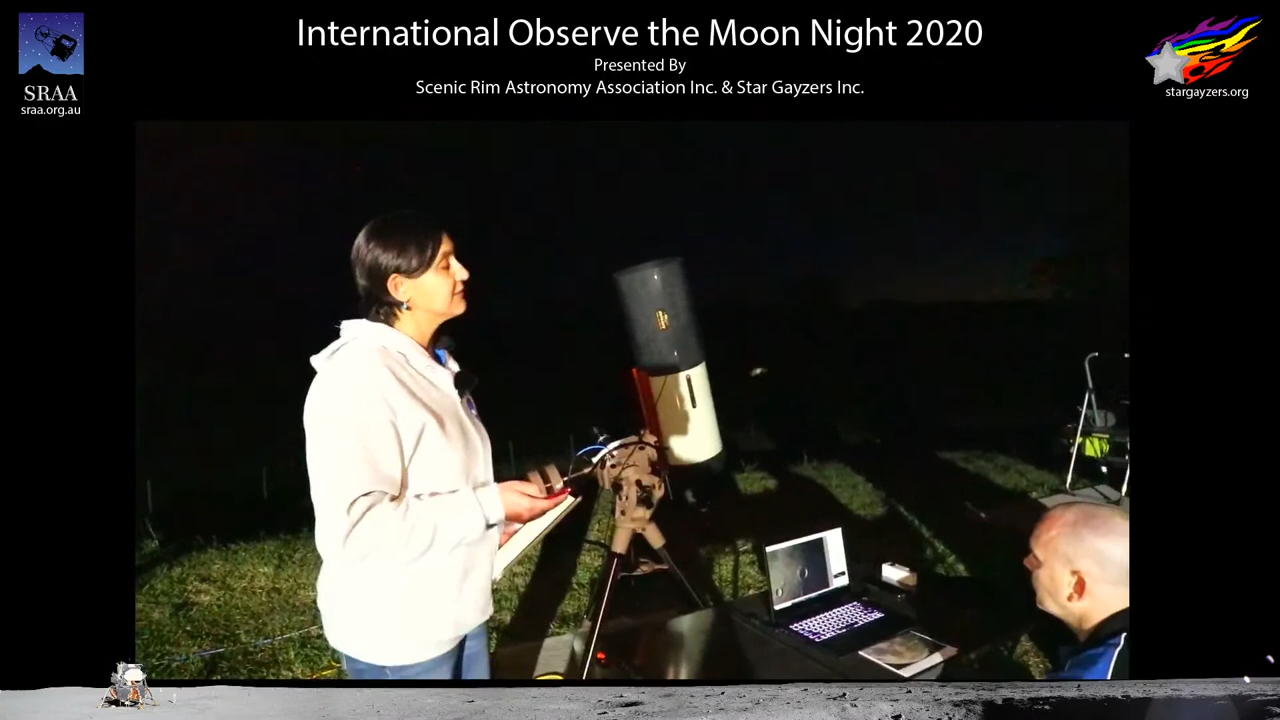 International Observe the Moon Night 2020
Presented By
Scenic Rim Astronomy Association Inc. & Star Gayzers Inc.
SRAA
sraa.org.au
stargayzers.org